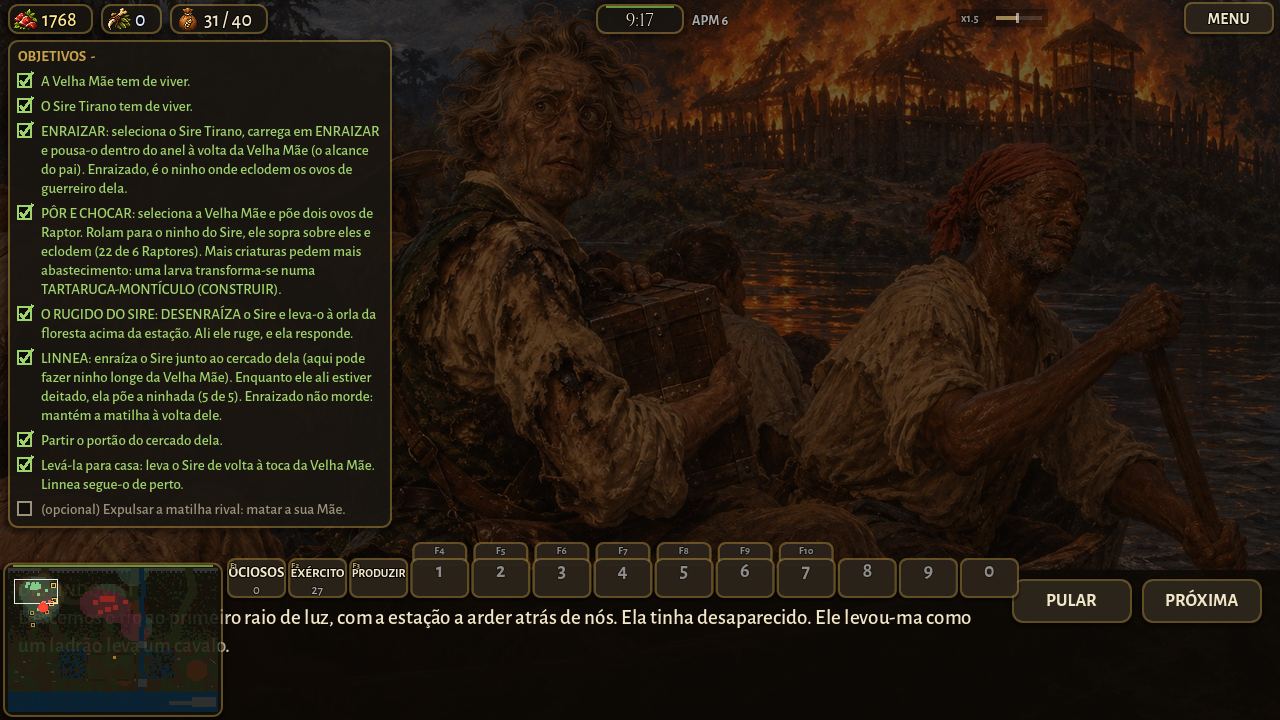 1768
0
31/40
9:17
APM 6
x1.5
MENU
OBJETIVOS -
A Velha Mãe tem de viver.
O Sire Tirano tem de viver.
ENRAIZAR: seleciona o Sire Tirano, carrega em ENRAIZAR
e pousa-o dentro do anel à volta da Velha Mãe (o alcance
do pai). Enraizado, é o ninho onde eclodem os ovos de
guerreiro dela.
PÔR E CHOCAR: seleciona a Velha Mãe e põe dois ovos de
Raptor. Rolam para o ninho do Sire, ele sopra sobre eles e
eclodem (22 de 6 Raptores). Mais criaturas pedem mais
abastecimento: uma larva transforma-se numa
TARTARUGA-MONTÍCULO (CONSTRUIR).
O RUGIDO DO SIRE: DESENRAÍZA o Sire e leva-o à orla da
floresta acima da estação. Ali ele ruge, e ela responde.
LINNEA: enraíza o Sire junto ao cercado dela (aqui pode
fazer ninho longe da Velha Mãe). Enquanto ele ali estiver
deitado, ela põe a ninhada (5 de 5). Enraizado não morde:
mantém a matilha à volta dele.
Partir o portão do cercado dela.
Levá-la para casa: leva o Sire de volta à toca da Velha Mãe.
Linnea segue-o de perto.
(opcional) Expulsar a matilha rival: matar a sua Mãe.
F4 F5 F6 F7 F8 F9 F10
F1 OCIOSOS 0
F2 EXÉRCITO 27
F3 PRODUZIR
1 2 3 4 5 6 7 8 9 0
PULAR
PRÓXIMA
ao primeiro raio de luz, com a estação a arder atrás de nós. Ela tinha desaparecido. Ele levou-ma como
um ladrão leva um cavalo.